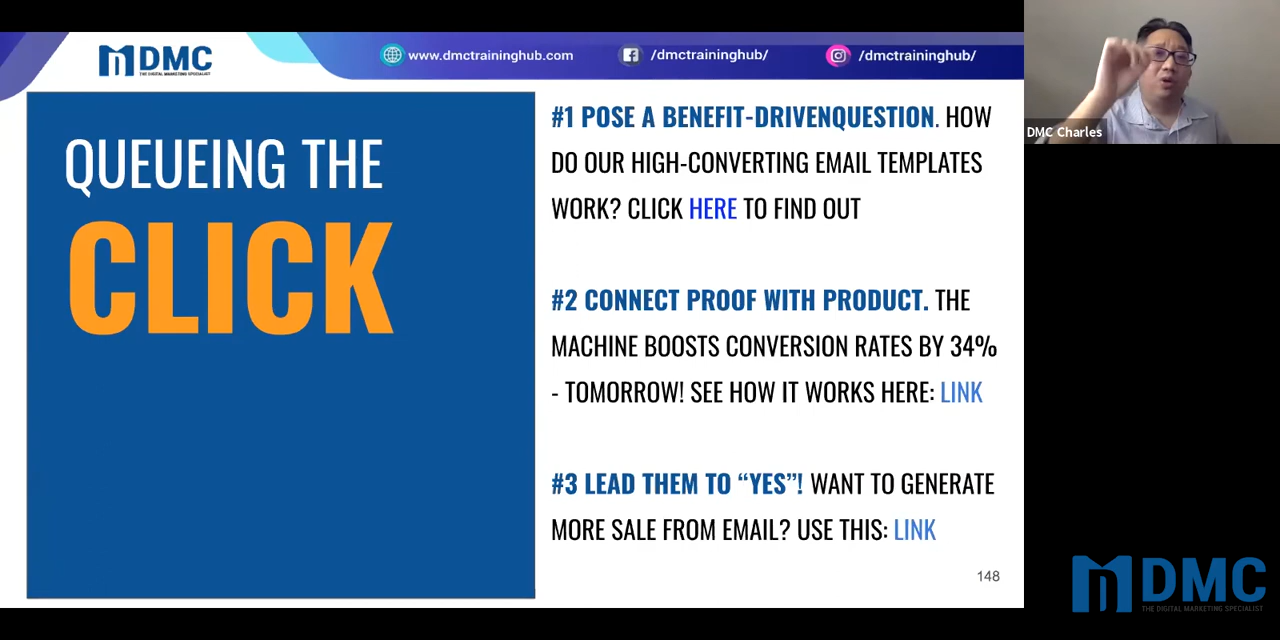 DMC
THE DIGITAL MARKETING SPECIALIST
www.dmctraininghub.com
/dmctraininghub/
/dmctraininghub/
DMC Charles
QUEUEING THE
CLICK
#1 POSE A BENEFIT-DRIVENQUESTION. HOW
DO OUR HIGH-CONVERTING EMAIL TEMPLATES
WORK? CLICK HERE TO FIND OUT
#2 CONNECT PROOF WITH PRODUCT. THE
MACHINE BOOSTS CONVERSION RATES BY 34%
- TOMORROW! SEE HOW IT WORKS HERE: LINK
#3 LEAD THEM TO “YES”! WANT TO GENERATE
MORE SALE FROM EMAIL? USE THIS: LINK
148
DMC
THE DIGITAL MARKETING SPECIALIST